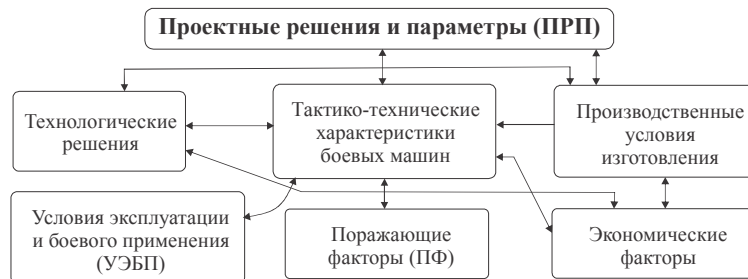 Проектные решения и параметры (ПРП)
Технологические
решения
Тактико-технические
характеристики
боевых машин
Производственные
условия
изготовления
Условия эксплуатации
и боевого применения
(УЭБП)
Поражающие
факторы (ПФ)
Экономические
факторы